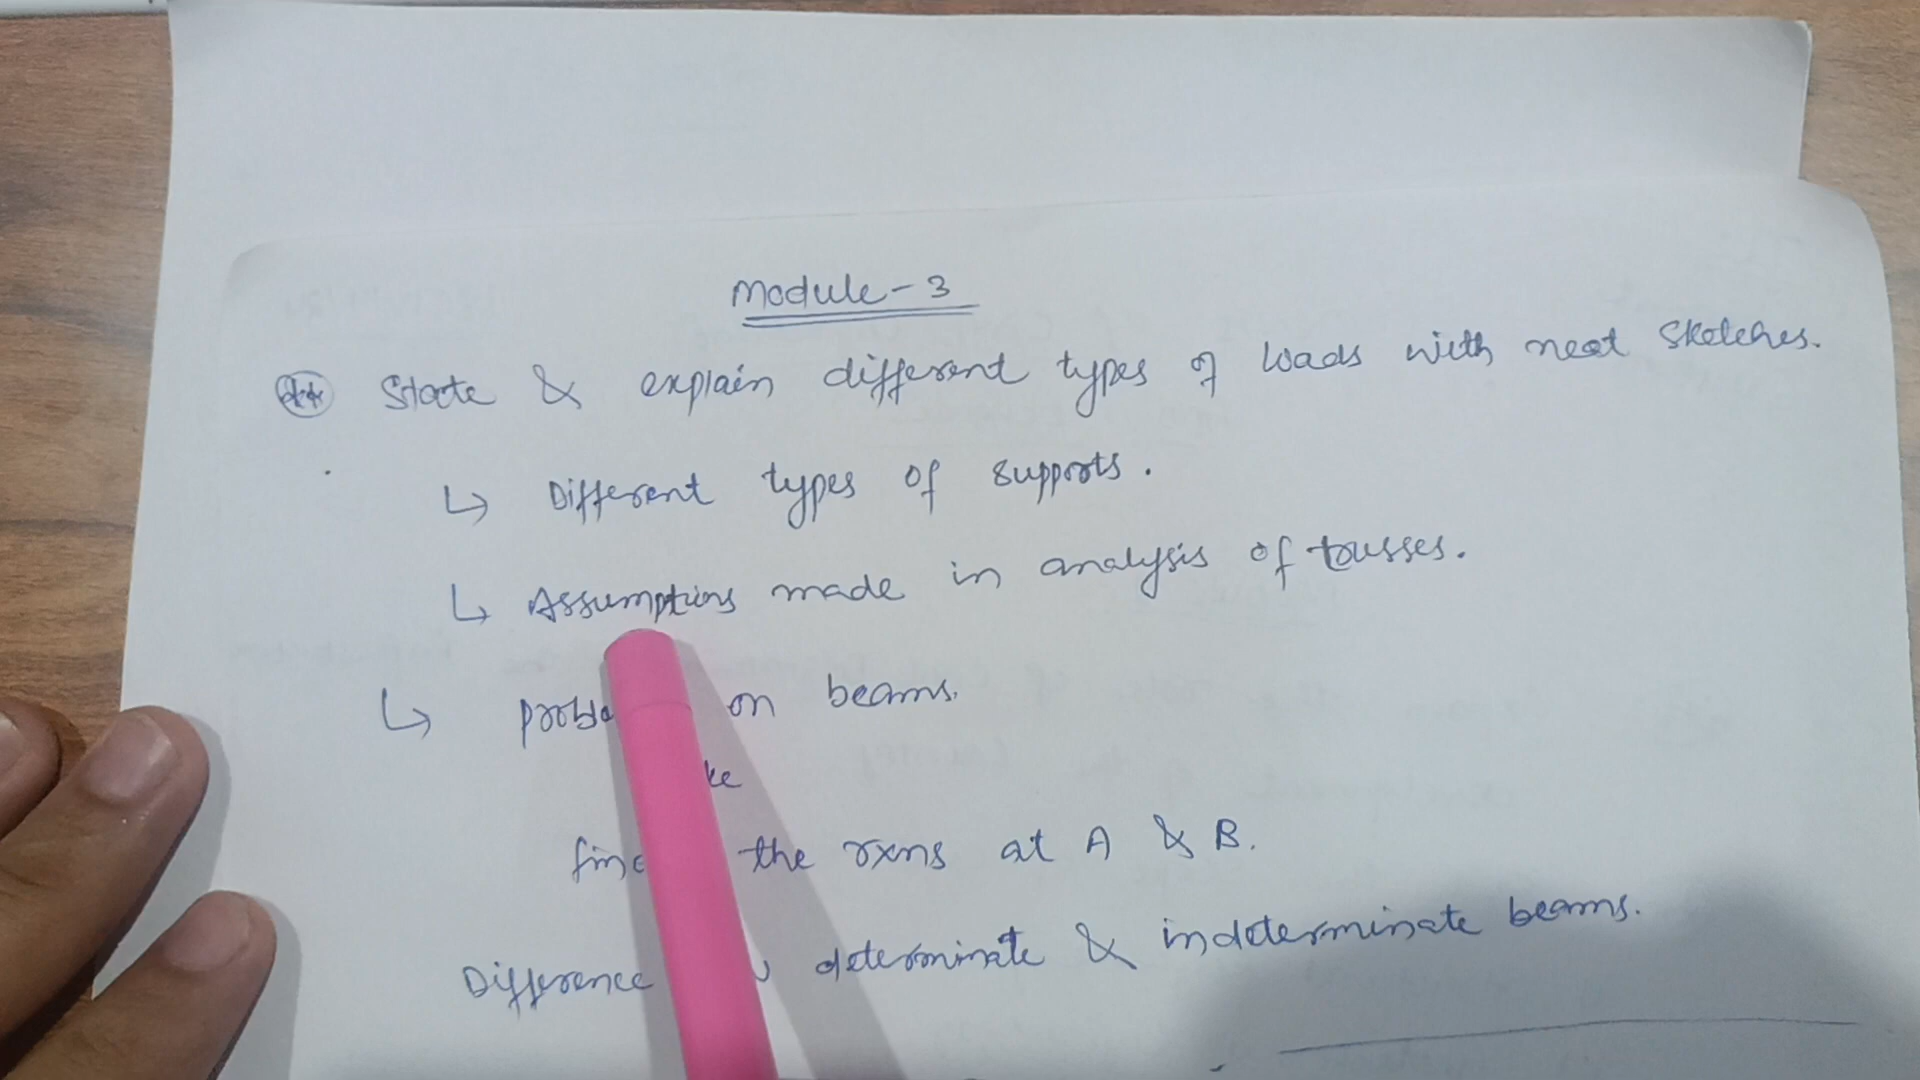 Module-3
State & explain different types of loads with neat sketches.
↳ Different types of supports.
↳ Assumptions made in analysis of trusses.
↳ on beams.
the rxns at A & B.
Difference determinate & indeterminate beams.